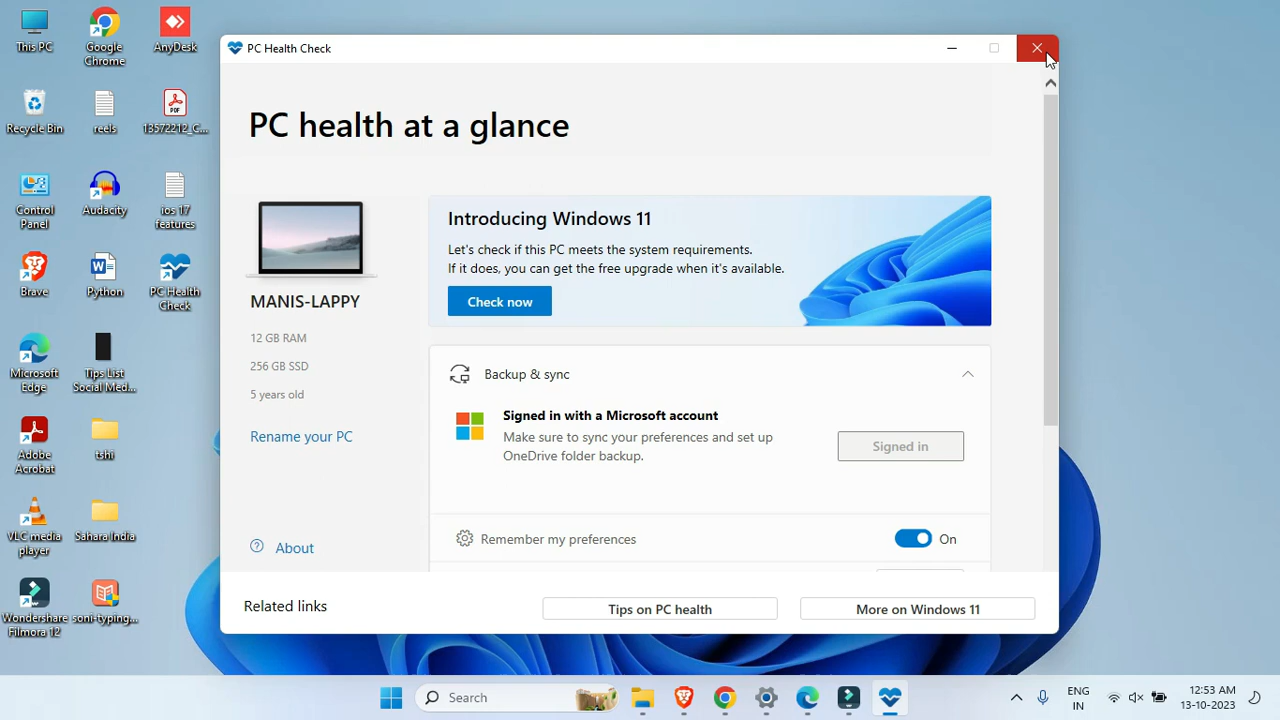 This PC
Google
Chrome
AnyDesk
Recycle Bin
reels
13572212_C...
Control
Panel
Audacity
ios 17
features
Brave
Python
PC Health
Check
Microsoft
Edge
Tips List
Social Med...
Adobe
Acrobat
tshi
VLC media
player
Sahara India
Wondershare
Filmora 12
soni-typing...
PC Health Check
PC health at a glance
MANIS-LAPPY
12 GB RAM
256 GB SSD
5 years old
Rename your PC
About
Introducing Windows 11
Let's check if this PC meets the system requirements.
If it does, you can get the free upgrade when it's available.
Check now
Backup & sync
Signed in with a Microsoft account
Make sure to sync your preferences and set up
OneDrive folder backup.
Signed in
Remember my preferences
On
Related links
Tips on PC health
More on Windows 11
Search
ENG
IN
12:53 AM
13-10-2023